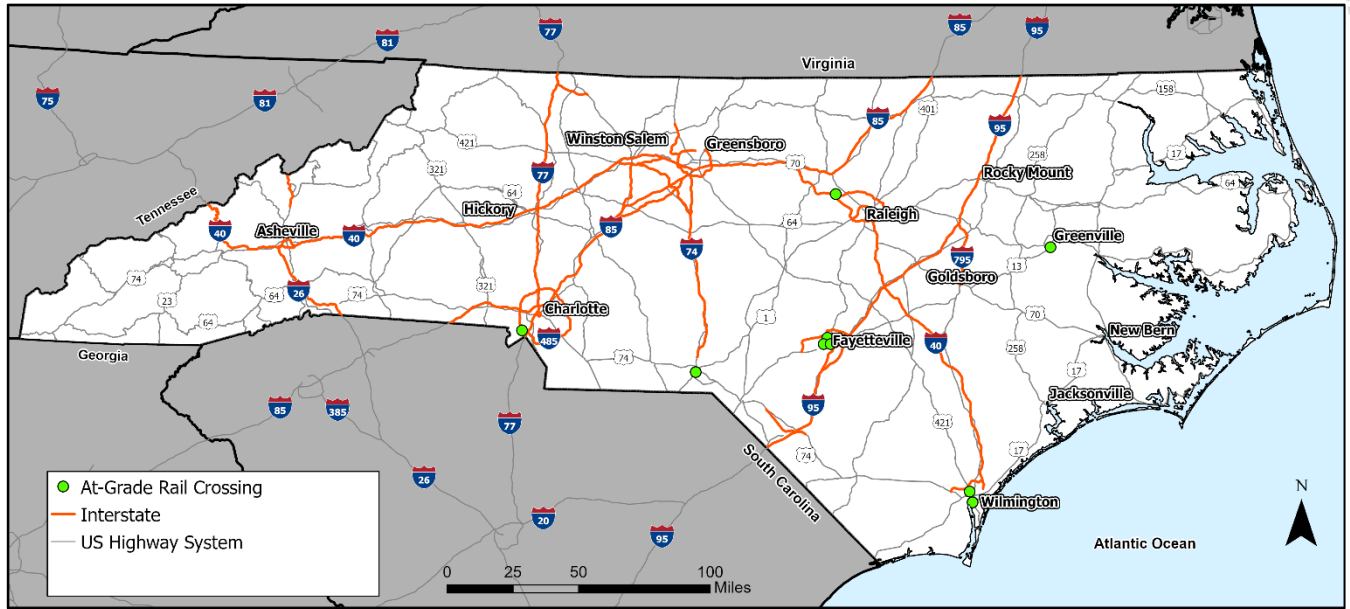 77
85
95
81
Virginia
75
81
158
401
85
95
421
Winston Salem
Greensboro
258
17
321
77
70
Rocky Mount
64
64
Tennessee
Hickory
64
Raleigh
40
Asheville
40
85
Greenville
74
74
795
13
Goldsboro
23
64
26
74
321
Charlotte
1
70
64
485
Fayetteville
40
New Bern
258
Georgia
74
17
Jacksonville
85
385
77
95
421
South Carolina
74
17
26
Wilmington
20
95
Atlantic Ocean
N
At-Grade Rail Crossing
Interstate
US Highway System
0 25 50 100
Miles